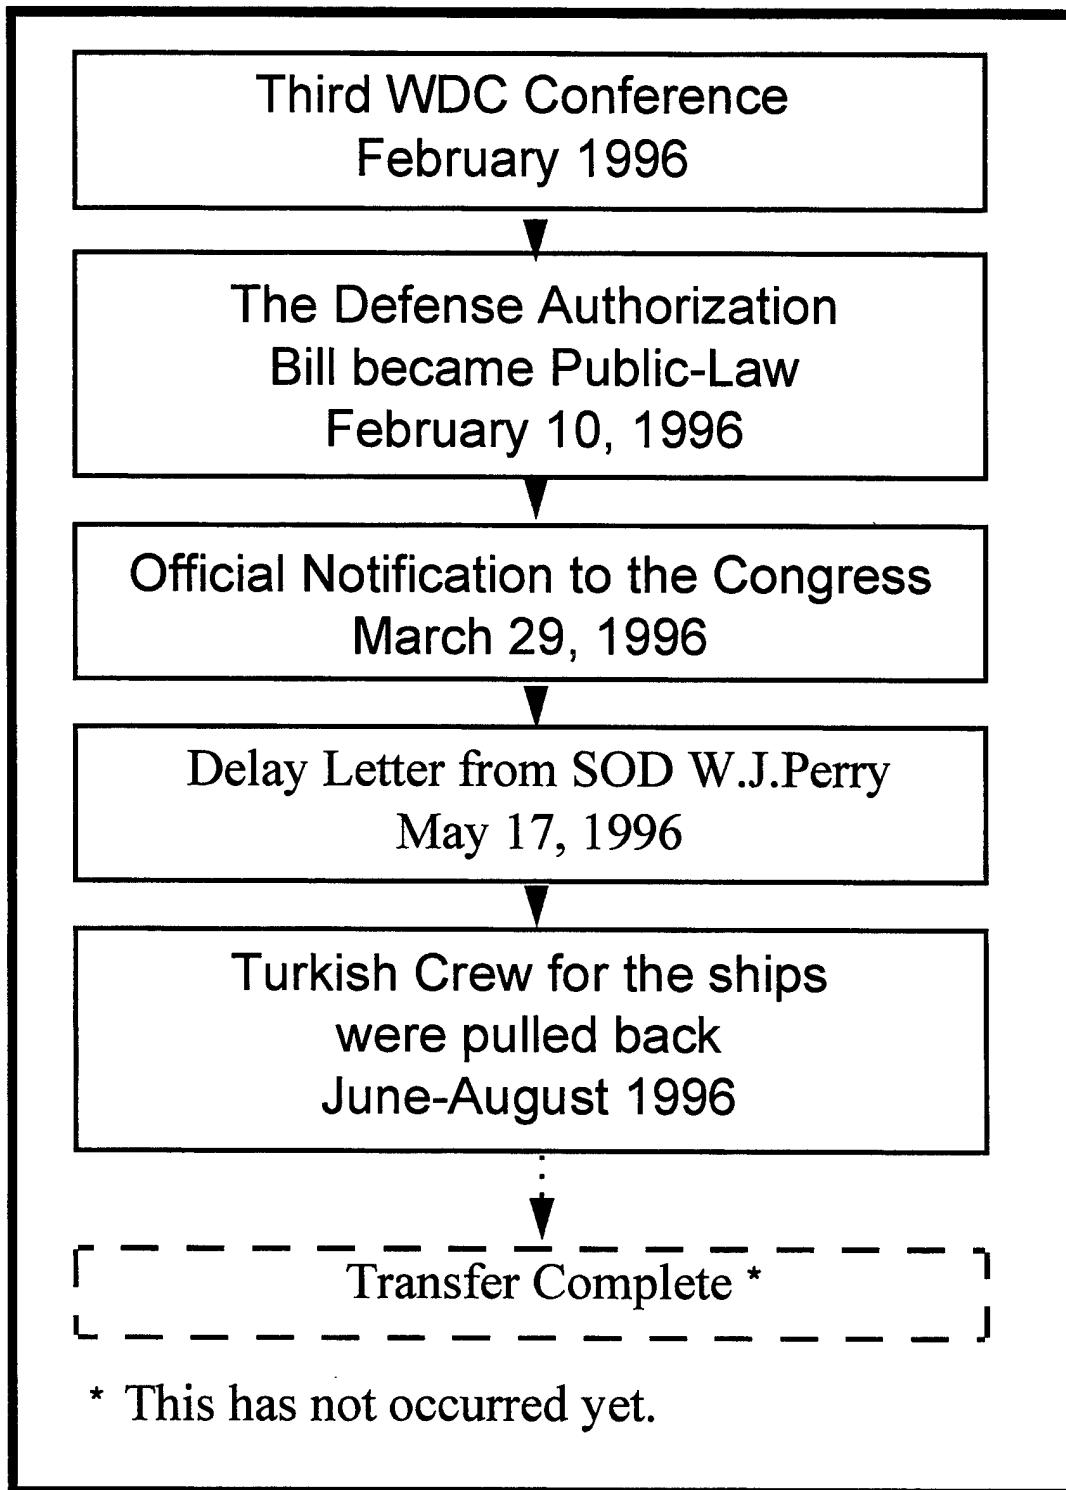 Third WDC Conference
February 1996
The Defense Authorization
Bill became Public-Law
February 10, 1996
Official Notification to the Congress
March 29, 1996
Delay Letter from SOD W.J.Perry
May 17, 1996
Turkish Crew for the ships
were pulled back
June-August 1996
Transfer Complete *
* This has not occurred yet.